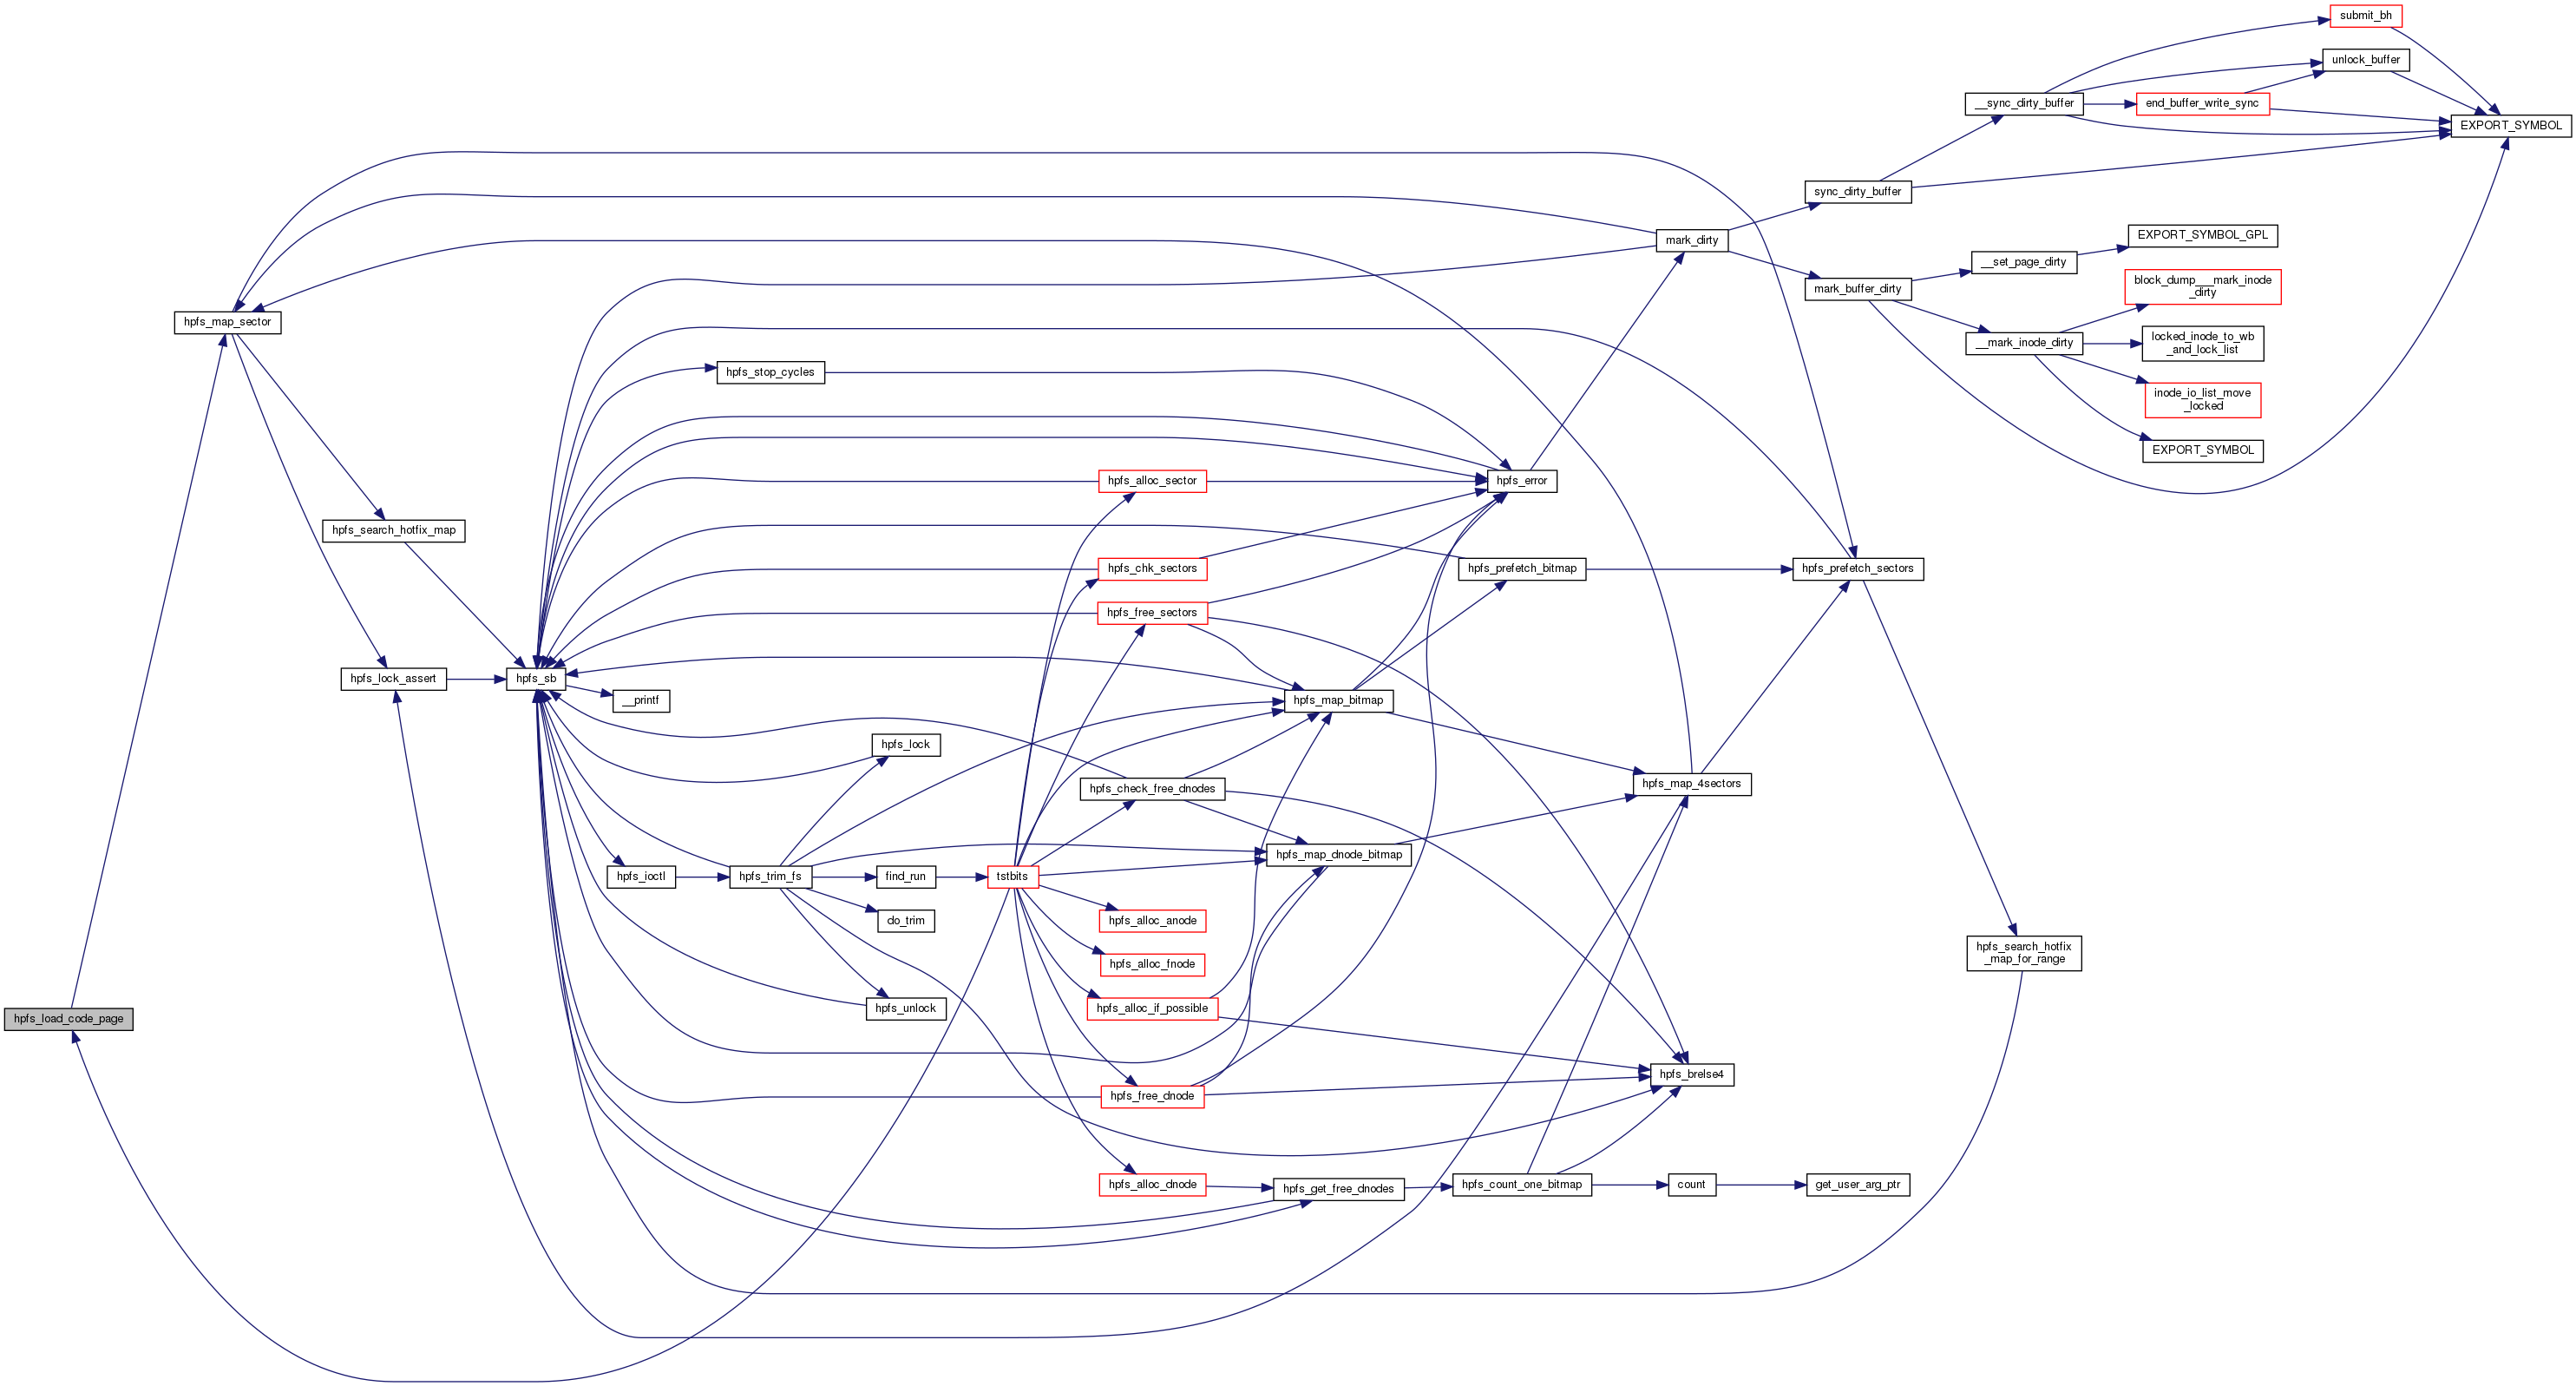 submit_bh
unlock_buffer
__sync_dirty_buffer
end_buffer_write_sync
EXPORT_SYMBOL
sync_dirty_buffer
mark_dirty
EXPORT_SYMBOL_GPL
__set_page_dirty
mark_buffer_dirty
block_dump___mark_inode
_dirty
hpfs_map_sector
__mark_inode_dirty
locked_inode_to_wb
_and_lock_list
hpfs_stop_cycles
inode_io_list_move
_locked
EXPORT_SYMBOL
hpfs_alloc_sector
hpfs_error
hpfs_search_hotfix_map
hpfs_chk_sectors
hpfs_prefetch_bitmap
hpfs_prefetch_sectors
hpfs_free_sectors
hpfs_lock_assert
hpfs_sb
__printf
hpfs_map_bitmap
hpfs_lock
hpfs_check_free_dnodes
hpfs_map_4sectors
hpfs_map_dnode_bitmap
hpfs_ioctl
hpfs_trim_fs
find_run
tstbits
do_trim
hpfs_alloc_anode
hpfs_search_hotfix
_map_for_range
hpfs_alloc_fnode
hpfs_load_code_page
hpfs_unlock
hpfs_alloc_if_possible
hpfs_brelse4
hpfs_free_dnode
hpfs_alloc_dnode
hpfs_get_free_dnodes
hpfs_count_one_bitmap
count
get_user_arg_ptr